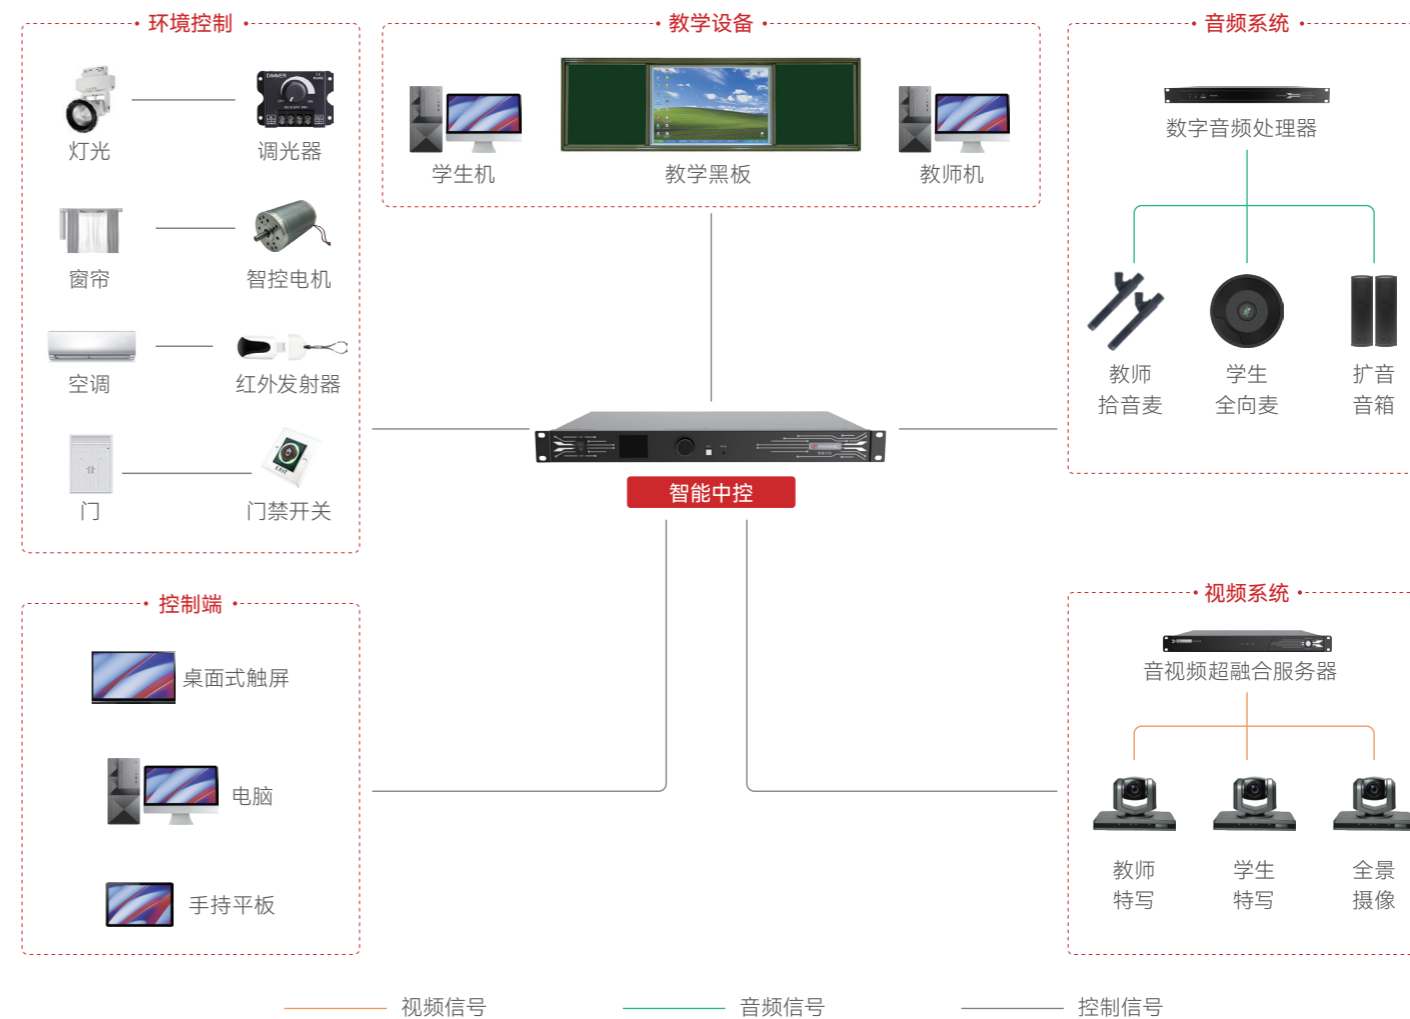 环境控制
教学设备
音频系统
DIMMER
灯光
调光器
学生机
教学黑板
教师机
数字音频处理器
窗帘
智控电机
空调
红外发射器
教师
拾音麦
学生
全向麦
扩音
音箱
EXIT
门
门禁开关
智能中控
控制端
桌面式触屏
电脑
手持平板
视频系统
音视频超融合服务器
教师
特写
学生
特写
全景
摄像
视频信号
音频信号
控制信号